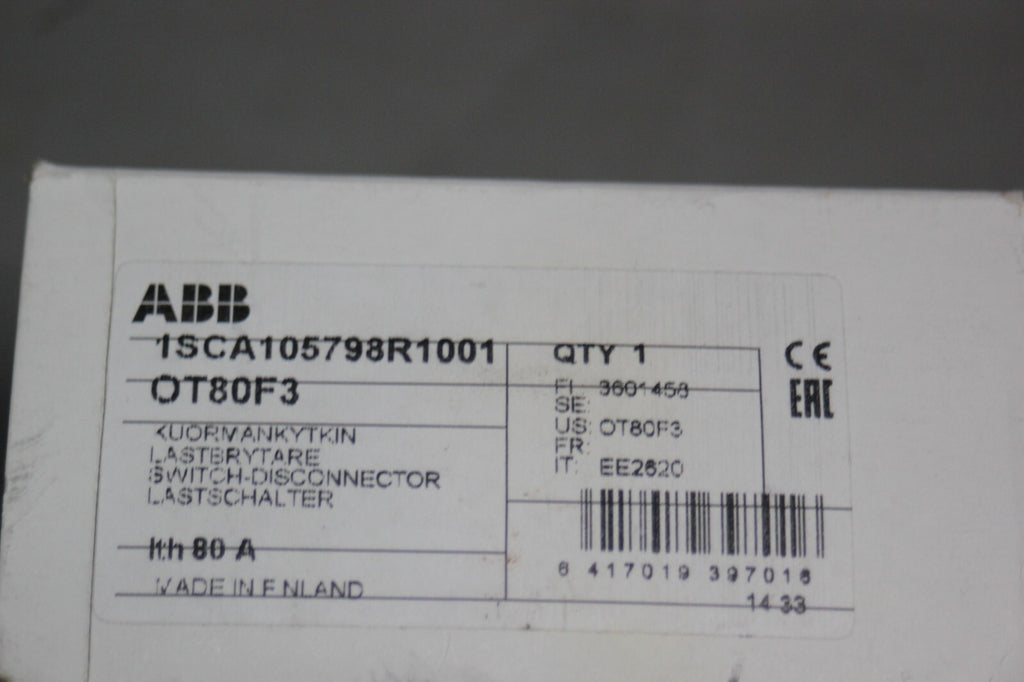 ABB
1SCA105798R1001
OT80F3
KUORMANKYTKIN
LASTBRYTARE
SWITCH-DISCONNECTOR
LASTSCHALTER
Ith 80 A
MADE IN FINLAND
QTY 1
FI: 3601458
SE:
US: OT80F3
FR:
IT: EE2620
6 417019 397016
14 33
CE
EAC